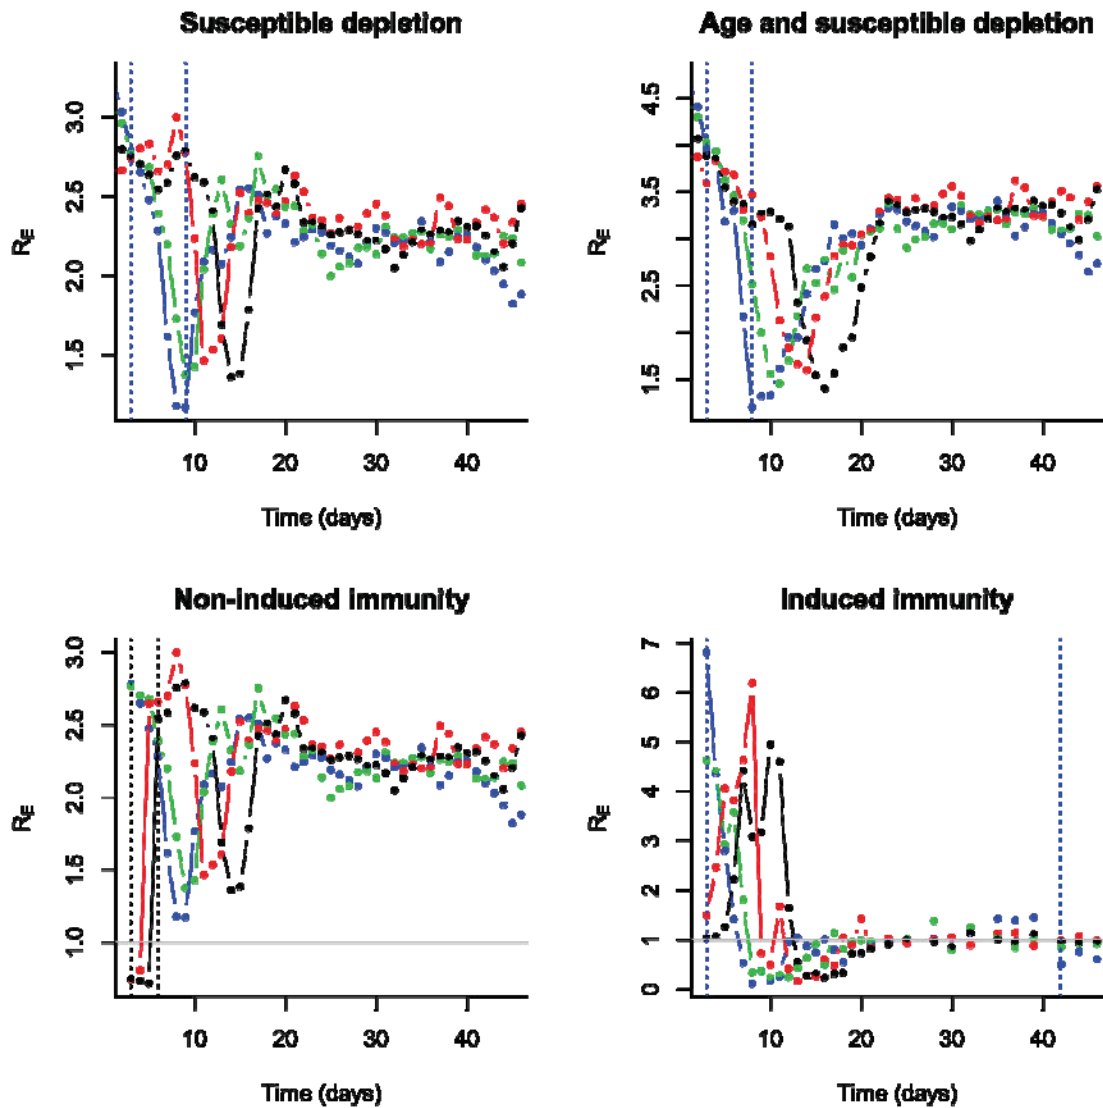 Susceptible depletion
R_E
3.0
2.5
2.0
1.5
10 20 30 40
Time (days)
Age and susceptible depletion
R_E
4.5
3.5
2.5
1.5
10 20 30 40
Time (days)
Non-induced immunity
R_E
3.0
2.5
2.0
1.5
1.0
10 20 30 40
Time (days)
Induced immunity
R_E
7
6
5
4
3
2
1
0
10 20 30 40
Time (days)